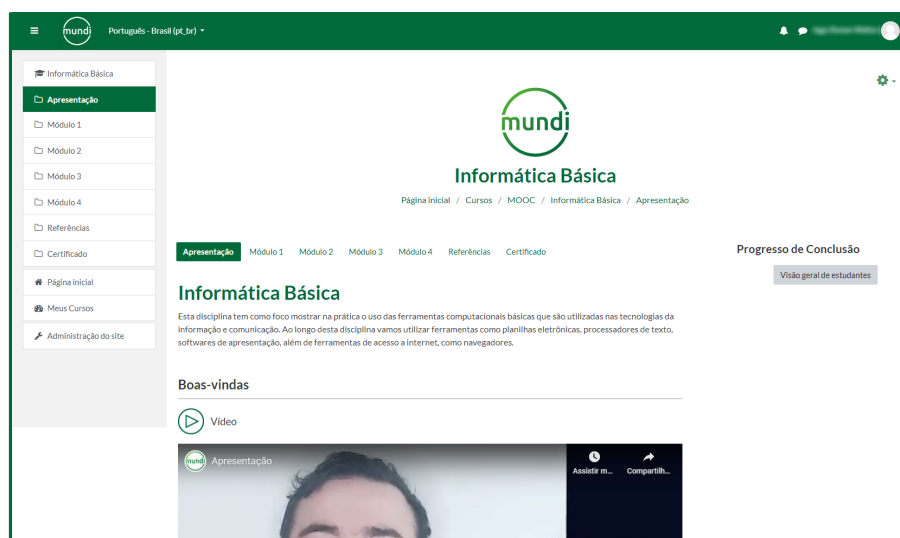 mundi
Português - Brasil (pt_br)
Informática Básica
Apresentação
Módulo 1
Módulo 2
Módulo 3
Módulo 4
Referências
Certificado
Página inicial
Meus Cursos
Administração do site
mundi
Informática Básica
Página inicial / Cursos / MOOC / Informática Básica / Apresentação
Apresentação Módulo 1 Módulo 2 Módulo 3 Módulo 4 Referências Certificado
Progresso de Conclusão
Visão geral de estudantes
Informática Básica
Esta disciplina tem como foco mostrar na prática o uso das ferramentas computacionais básicas que são utilizadas nas tecnologias da
informação e comunicação. Ao longo desta disciplina vamos utilizar ferramentas como planilhas eletrônicas, processadores de texto,
softwares de apresentação, além de ferramentas de acesso a internet, como navegadores.
Boas-vindas
Vídeo
mundi Apresentação
Assistir m... Compartilh...